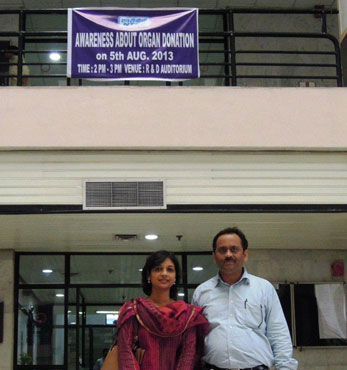 AWARENESS ABOUT ORGAN DONATION
on 5th AUG. 2013
TIME : 2 PM - 3 PM VENUE : R & D AUDITORIUM